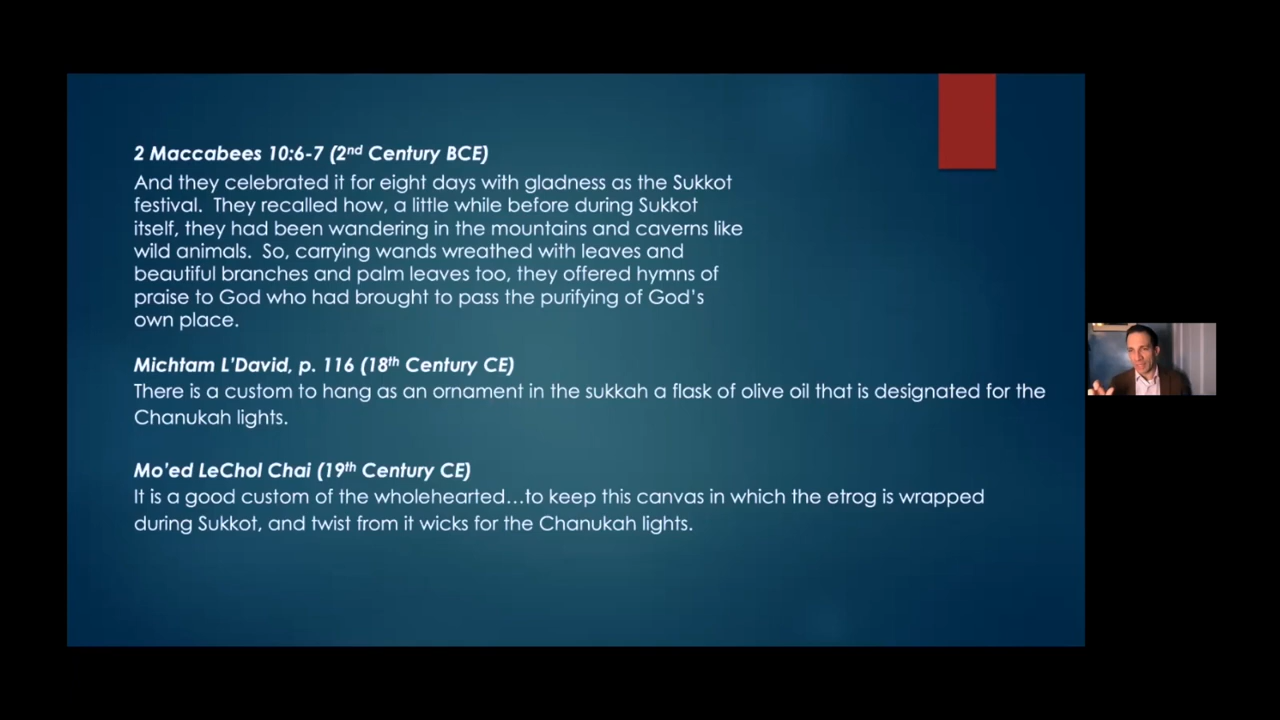 2 Maccabees 10:6-7 (2nd Century BCE)
And they celebrated it for eight days with gladness as the Sukkot
festival.  They recalled how, a little while before during Sukkot
itself, they had been wandering in the mountains and caverns like
wild animals.  So, carrying wands wreathed with leaves and
beautiful branches and palm leaves too, they offered hymns of
praise to God who had brought to pass the purifying of God's
own place.
Michtam L'David, p. 116 (18th Century CE)
There is a custom to hang as an ornament in the sukkah a flask of olive oil that is designated for the
Chanukah lights.
Mo'ed LeChol Chai (19th Century CE)
It is a good custom of the wholehearted…to keep this canvas in which the etrog is wrapped
during Sukkot, and twist from it wicks for the Chanukah lights.